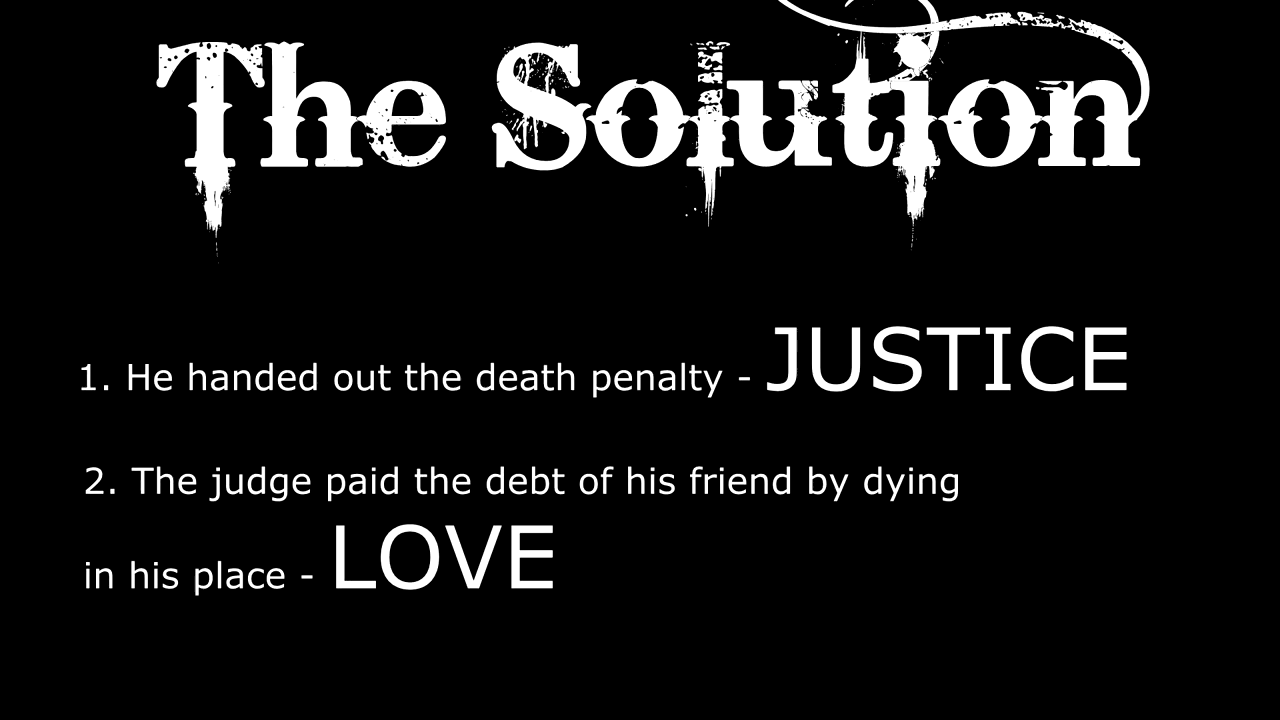 The Solution
1. He handed out the death penalty - JUSTICE
2. The judge paid the debt of his friend by dying
in his place - LOVE